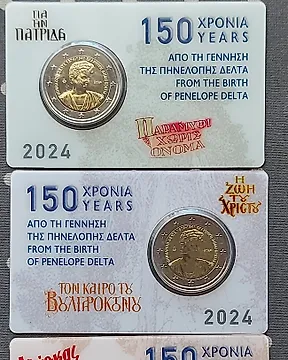 ΓΙΑ
ΤΗΝ
ΠΑΤΡΙΔΑ
150 ΧΡΟΝΙΑ
YEARS
ΑΠΟ ΤΗ ΓΕΝΝΗΣΗ
ΤΗΣ ΠΗΝΕΛΟΠΗΣ ΔΕΛΤΑ
FROM THE BIRTH
OF PENELOPE DELTA
ΠΑΡΑΜΥΘΙ
ΧΩΡΙΣ
ΟΝΟΜΑ
2024
150 ΧΡΟΝΙΑ
YEARS
ΑΠΟ ΤΗ ΓΕΝΝΗΣΗ
ΤΗΣ ΠΗΝΕΛΟΠΗΣ ΔΕΛΤΑ
FROM THE BIRTH
OF PENELOPE DELTA
Η
ΖΩΗ
ΤΟΥ
ΧΡΙΣΤΟΥ
ΤΟΝ ΚΑΙΡΟ ΤΟΥ
ΒΟΥΛΓΑΡΟΚΤΟΝΟΥ
2024
150 ΧΡΟΝΙΑ